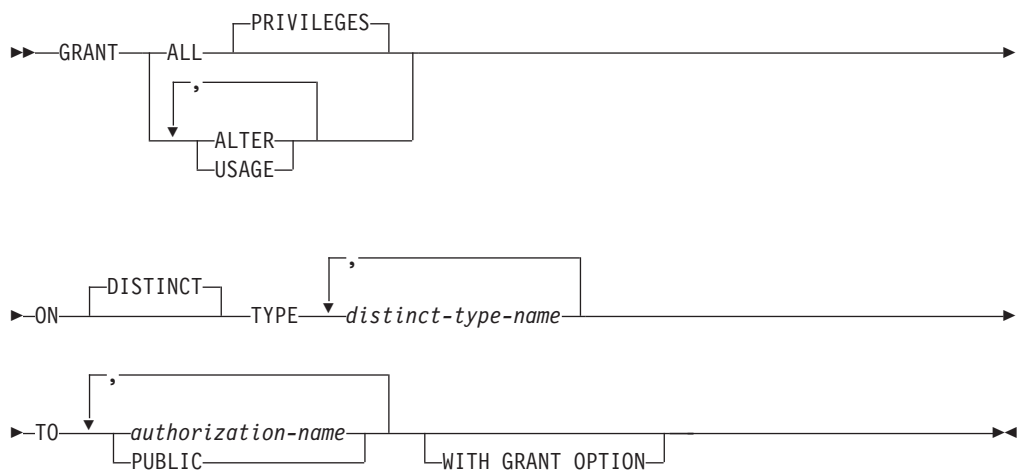 PRIVILEGES
GRANT ALL
,
ALTER
USAGE
,
DISTINCT
ON TYPE distinct-type-name
,
TO authorization-name
PUBLIC WITH GRANT OPTION